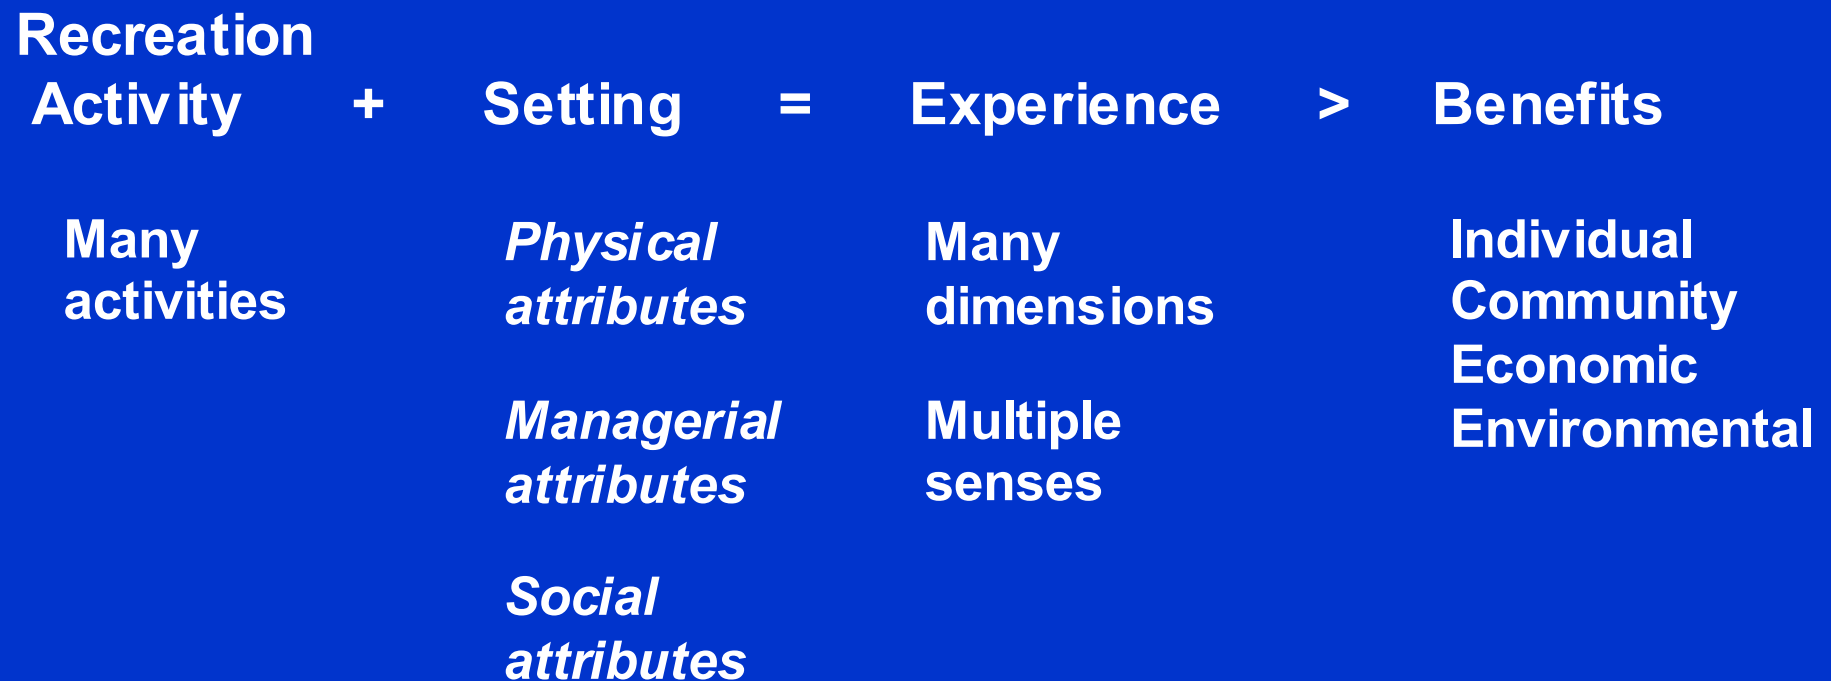 Recreation
Activity + Setting = Experience > Benefits
Many
activities
Physical
attributes
Managerial
attributes
Social
attributes
Many
dimensions
Multiple
senses
Individual
Community
Economic
Environmental